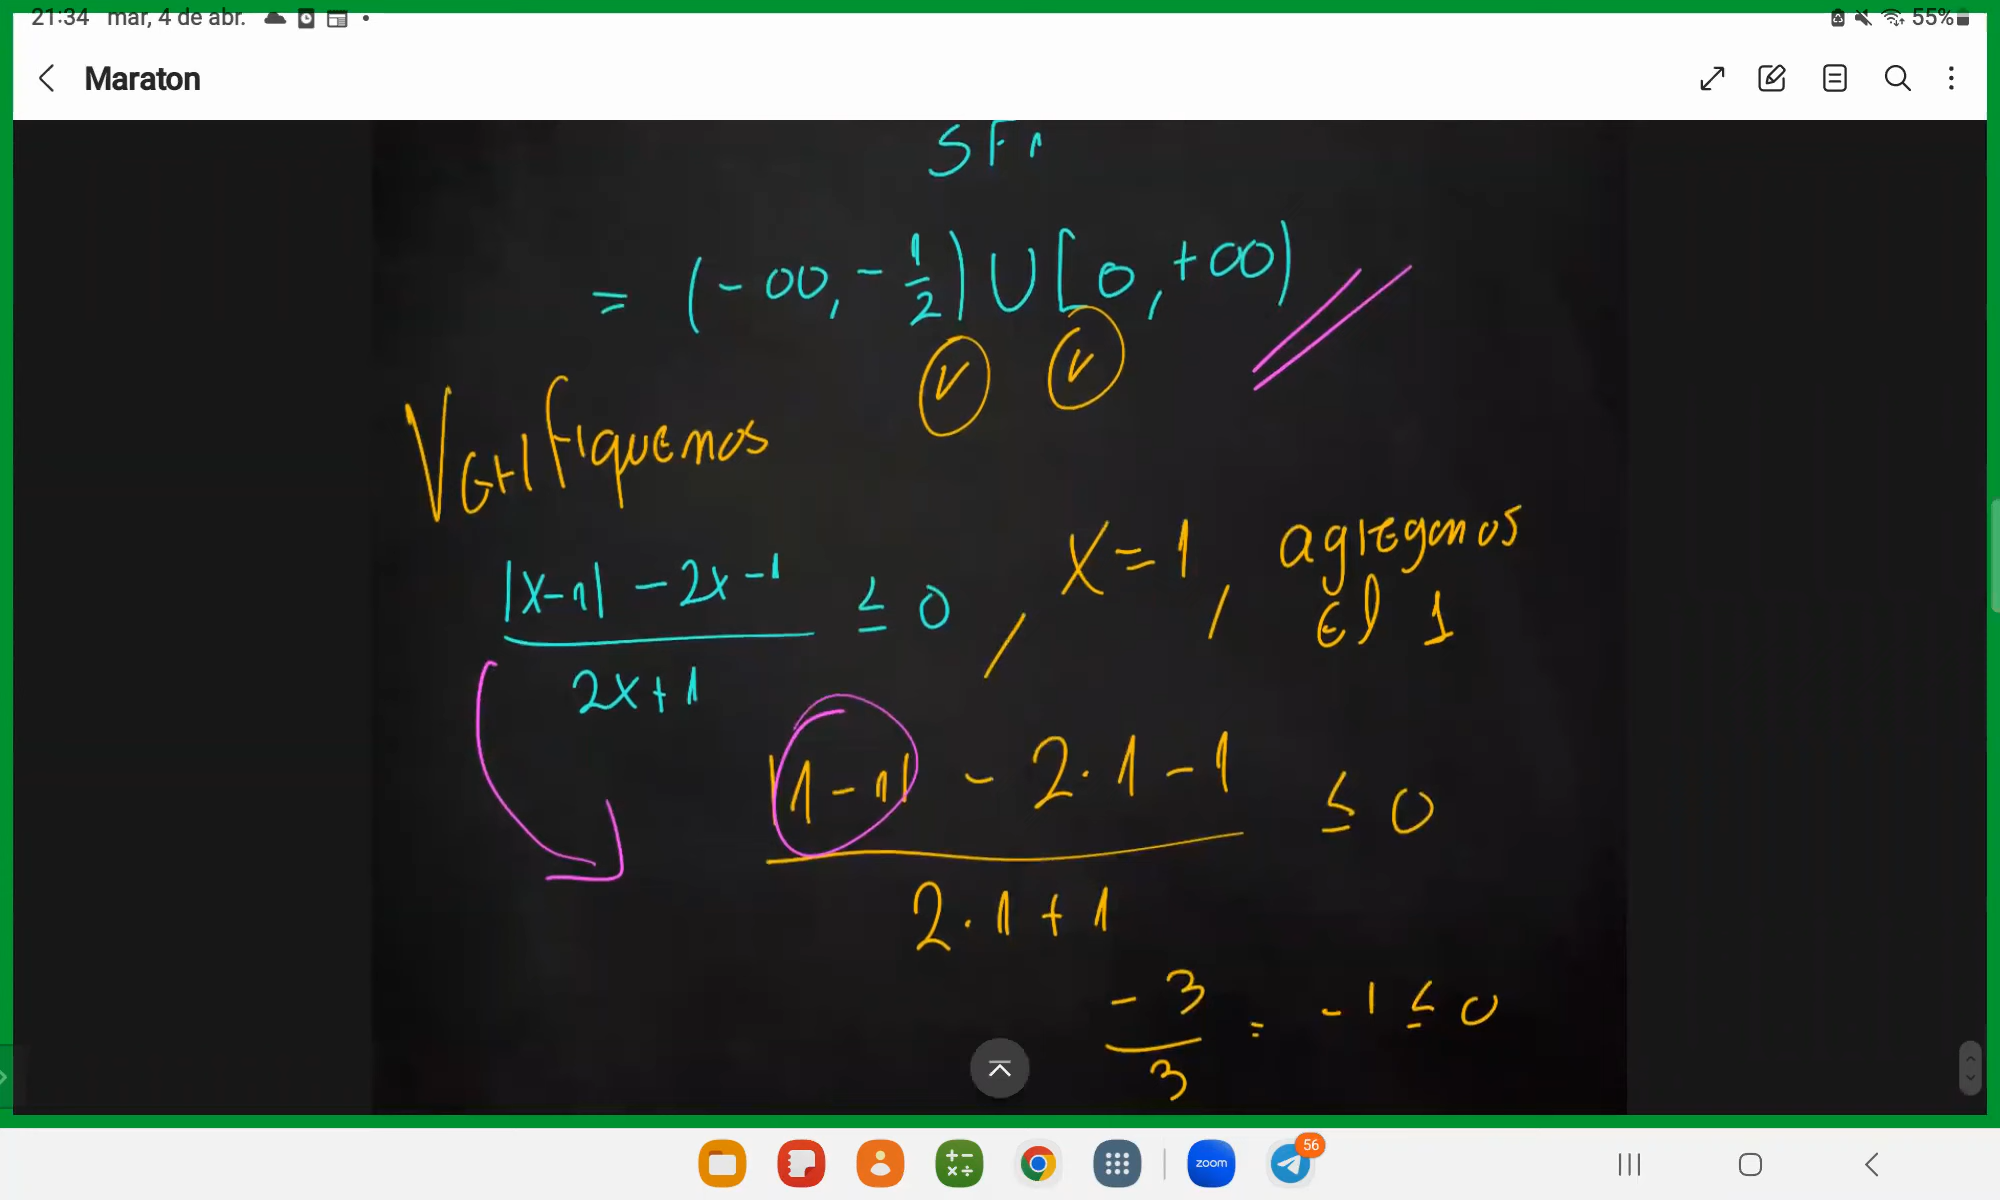 21:34 mar, 4 de abr. 55%
Maraton
= (-∞, -1/2) ∪ [0, +∞)
Verifiquemos
|x-1| - 2x - 1 ≤ 0 , x = 1, agregamos
2x + 1
el 1
|1-1| - 2·1 - 1 ≤ 0
2·1 + 1
-3/3 = -1 ≤ 0
zoom
56